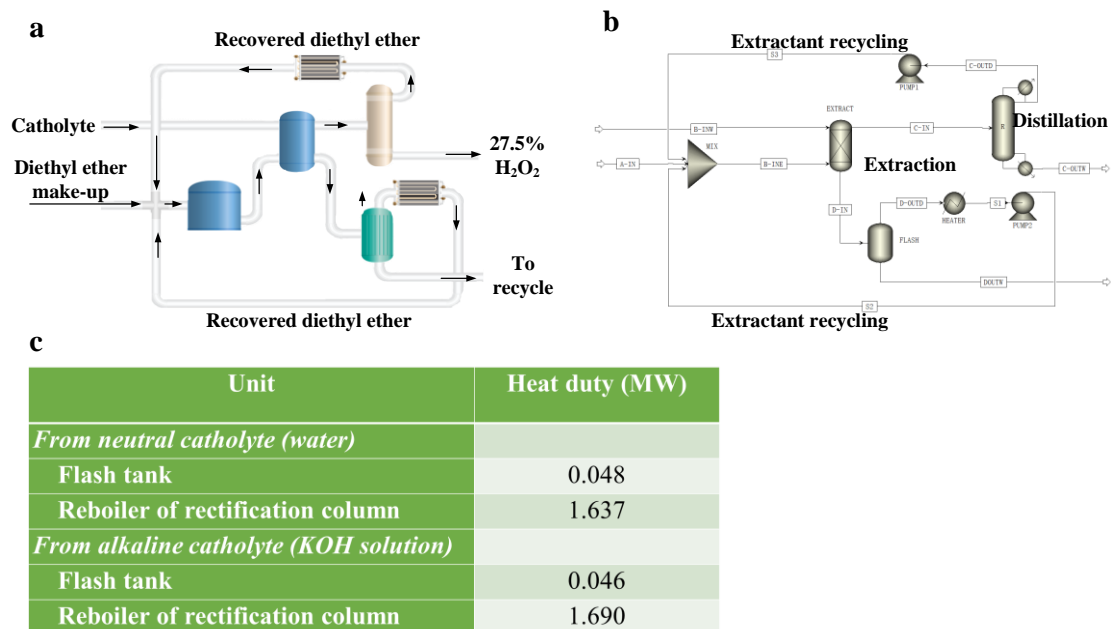 a
Recovered diethyl ether
Catholyte
Diethyl ether
make-up
27.5%
H₂O₂
To
recycle
Recovered diethyl ether
b
Extractant recycling
S3
C-OUTD
PUMP1
EXTRACT
B-INW
C-IN
R
Distillation
MIX
A-IN
B-INE
Extraction
C-OUTW
D-IN
D-OUTD
S1
HEATER
PUMP2
FLASH
DOUTW
S2
Extractant recycling
c
Unit Heat duty (MW)
From neutral catholyte (water)
Flash tank 0.048
Reboiler of rectification column 1.637
From alkaline catholyte (KOH solution)
Flash tank 0.046
Reboiler of rectification column 1.690